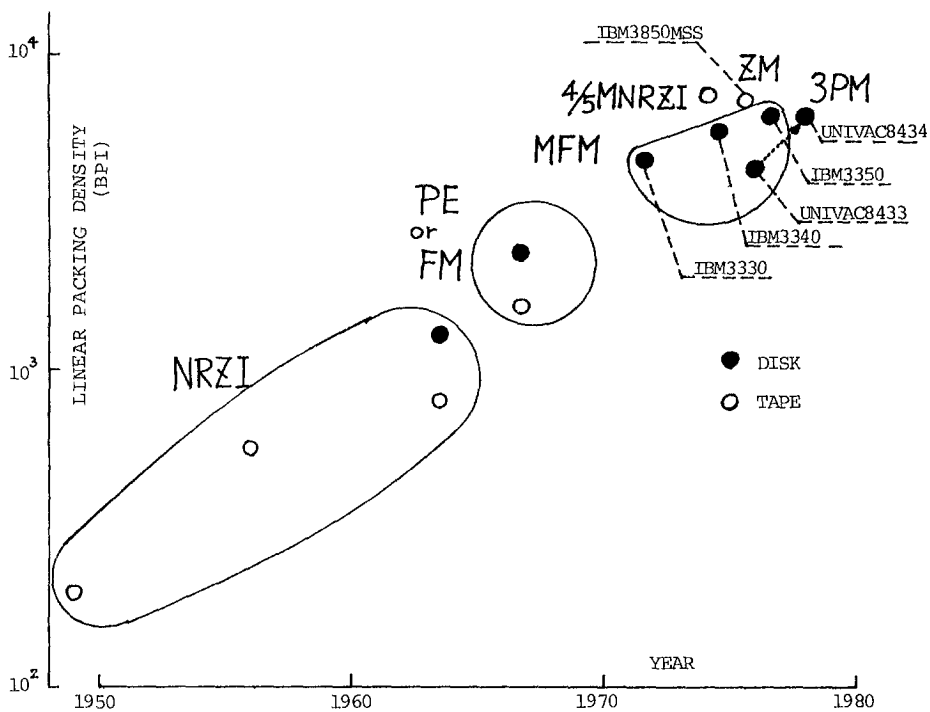 10⁴
IBM3850MSS
ZM
4/5MNRZI
3PM
UNIVAC8434
MFM
IBM3350
UNIVAC8433
PE
or
FM
IBM3340
IBM3330
LINEAR PACKING DENSITY
(BPI)
10³
NRZI
DISK
TAPE
YEAR
10²
1950
1960
1970
1980